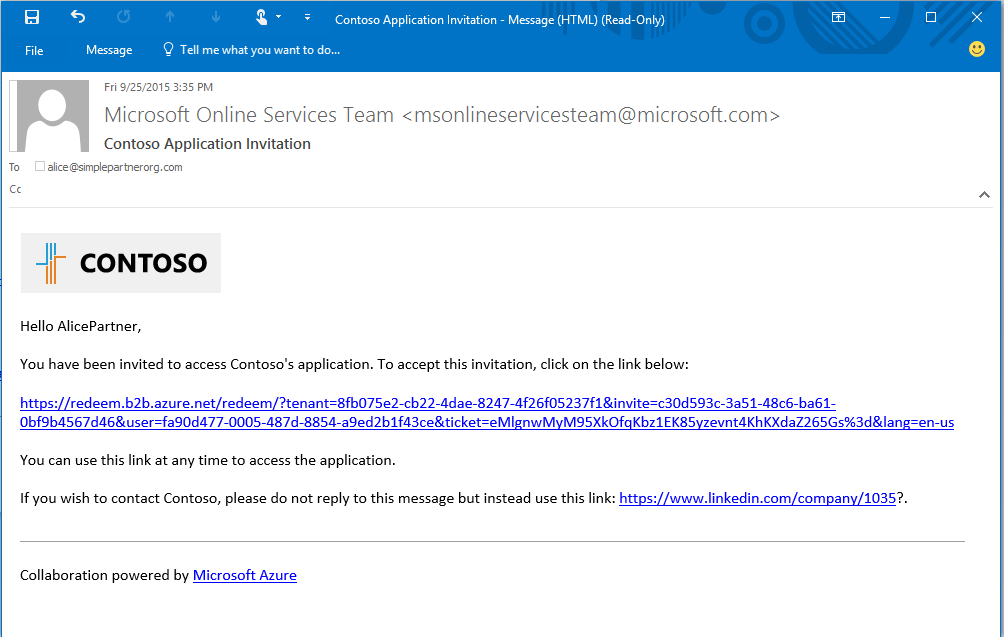 Contoso Application Invitation - Message (HTML) (Read-Only)
File Message Tell me what you want to do...
Fri 9/25/2015 3:35 PM
Microsoft Online Services Team <msonlineservicesteam@microsoft.com>
Contoso Application Invitation
To alice@simplepartnerorg.com
Cc
CONTOSO
Hello AlicePartner,
You have been invited to access Contoso's application. To accept this invitation, click on the link below:
https://redeem.b2b.azure.net/redeem/?tenant=8fb075e2-cb22-4dae-8247-4f26f05237f1&invite=c30d593c-3a51-48c6-ba61-
0bf9b4567d46&user=fa90d477-0005-487d-8854-a9ed2b1f43ce&ticket=eMlgnwMyM95XkOfqKbz1EK85yzevnt4KhKXdaZ265Gs%3d&lang=en-us
You can use this link at any time to access the application.
If you wish to contact Contoso, please do not reply to this message but instead use this link: https://www.linkedin.com/company/1035?.
Collaboration powered by Microsoft Azure